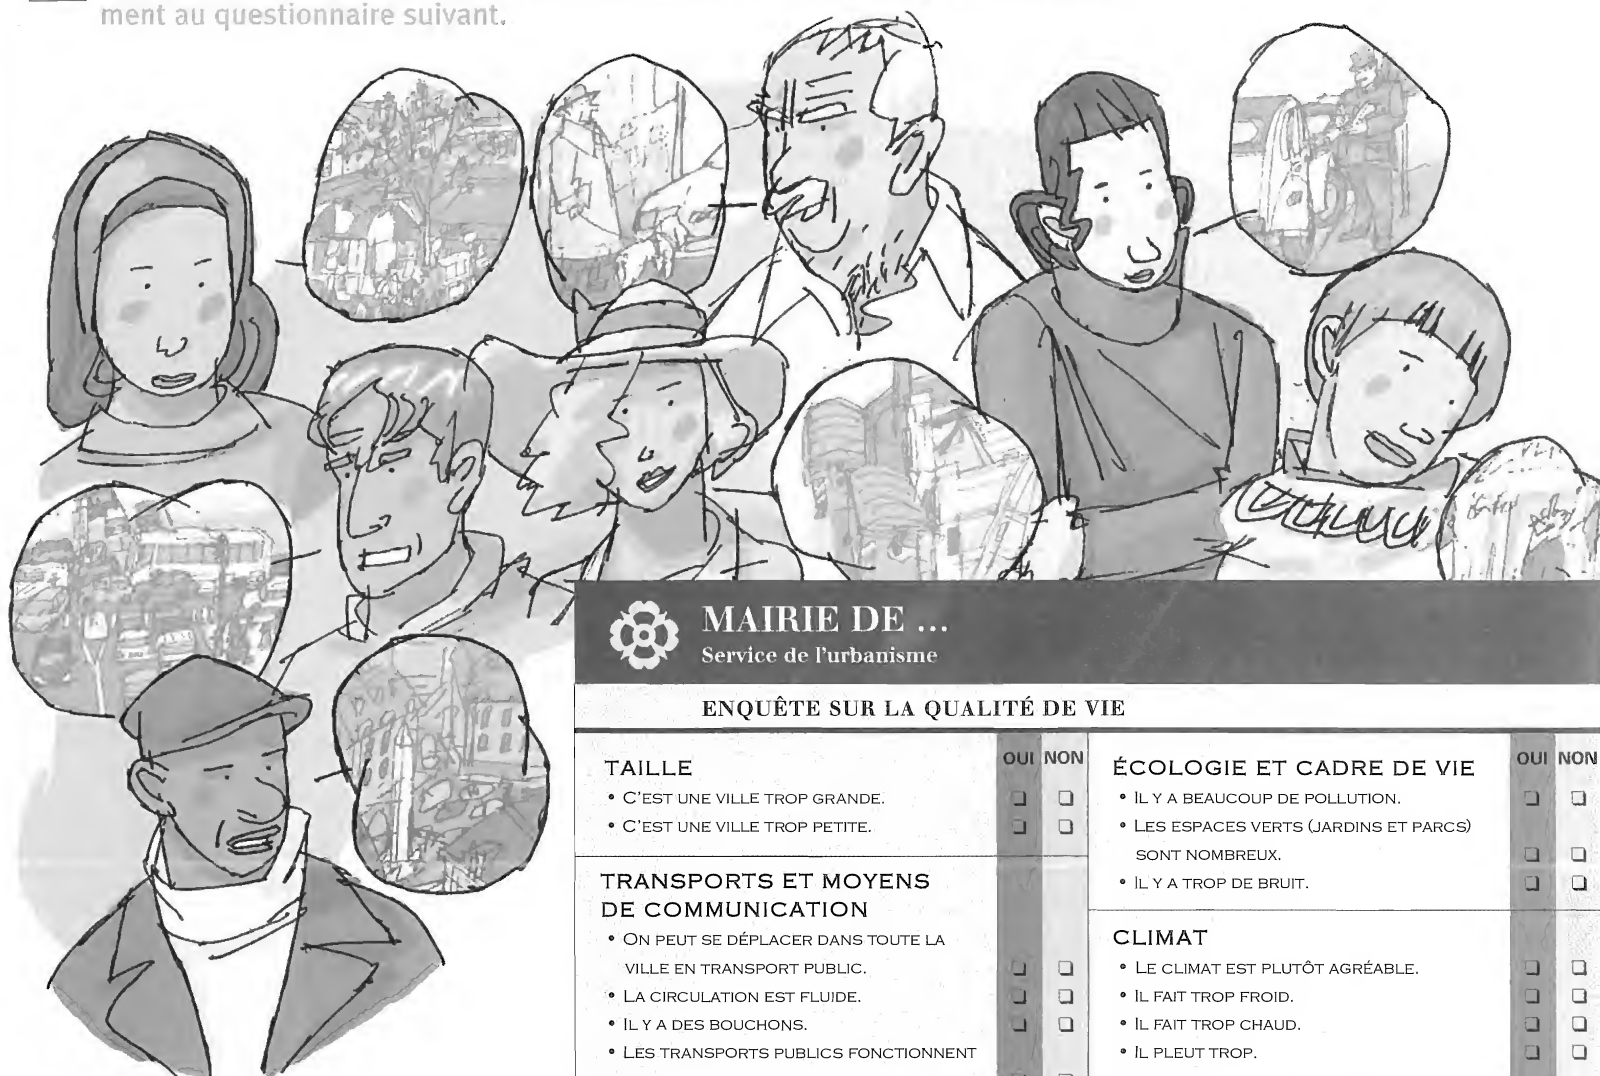 ment au questionnaire suivant.
MAIRIE DE ...
Service de l'urbanisme
ENQUÊTE SUR LA QUALITÉ DE VIE
OUI NON
TAILLE
• C'EST UNE VILLE TROP GRANDE.
• C'EST UNE VILLE TROP PETITE.
TRANSPORTS ET MOYENS
DE COMMUNICATION
• ON PEUT SE DÉPLACER DANS TOUTE LA
VILLE EN TRANSPORT PUBLIC.
• LA CIRCULATION EST FLUIDE.
• IL Y A DES BOUCHONS.
• LES TRANSPORTS PUBLICS FONCTIONNENT
OUI NON
ÉCOLOGIE ET CADRE DE VIE
• IL Y A BEAUCOUP DE POLLUTION.
• LES ESPACES VERTS (JARDINS ET PARCS)
SONT NOMBREUX.
• IL Y A TROP DE BRUIT.
CLIMAT
• LE CLIMAT EST PLUTÔT AGRÉABLE.
• IL FAIT TROP FROID.
• IL FAIT TROP CHAUD.
• IL PLEUT TROP.